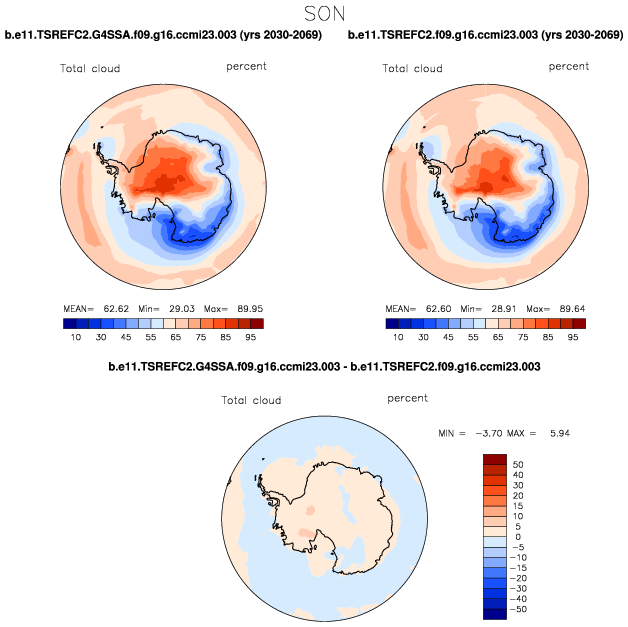 SON
b.e11.TSREFC2.G4SSA.f09.g16.ccmi23.003 (yrs 2030-2069)
b.e11.TSREFC2.f09.g16.ccmi23.003 (yrs 2030-2069)
Total cloud percent
Total cloud percent
MEAN= 62.62 Min= 29.03 Max= 89.95
MEAN= 62.60 Min= 28.91 Max= 89.64
10 30 45 55 65 75 85 95
10 30 45 55 65 75 85 95
b.e11.TSREFC2.G4SSA.f09.g16.ccmi23.003 - b.e11.TSREFC2.f09.g16.ccmi23.003
Total cloud percent
MIN = -3.70 MAX = 5.94
50
40
30
20
15
10
5
0
-5
-10
-15
-20
-30
-40
-50